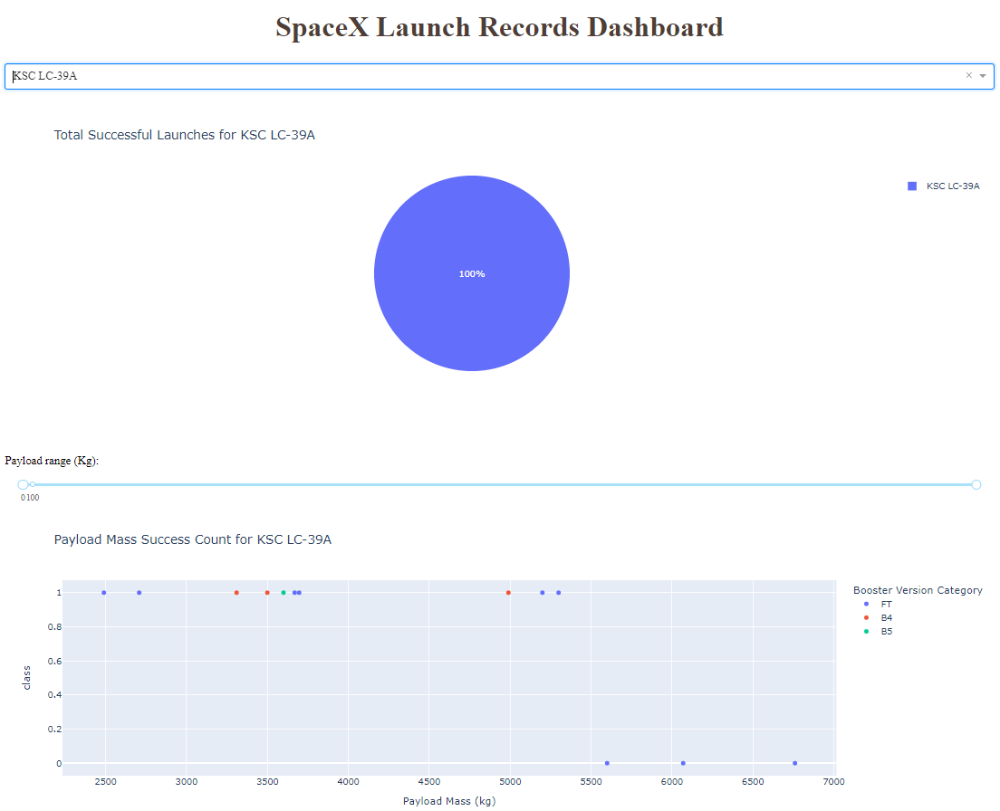 SpaceX Launch Records Dashboard
KSC LC-39A
Total Successful Launches for KSC LC-39A
KSC LC-39A
100%
Payload range (Kg):
0100
Payload Mass Success Count for KSC LC-39A
Booster Version Category
FT
B4
B5
1
0.8
0.6
0.4
0.2
0
class
2500 3000 3500 4000 4500 5000 5500 6000 6500 7000
Payload Mass (kg)